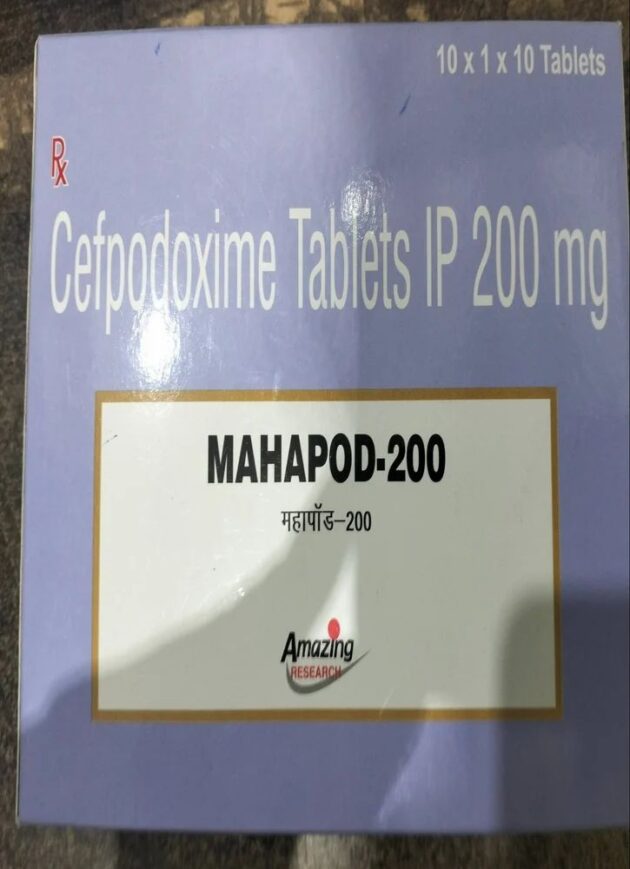 10 x 1 x 10 Tablets
Rx
Cefpodoxime Tablets IP 200 mg
MAHAPOD-200
महापॉड–200
Amazing
RESEARCH